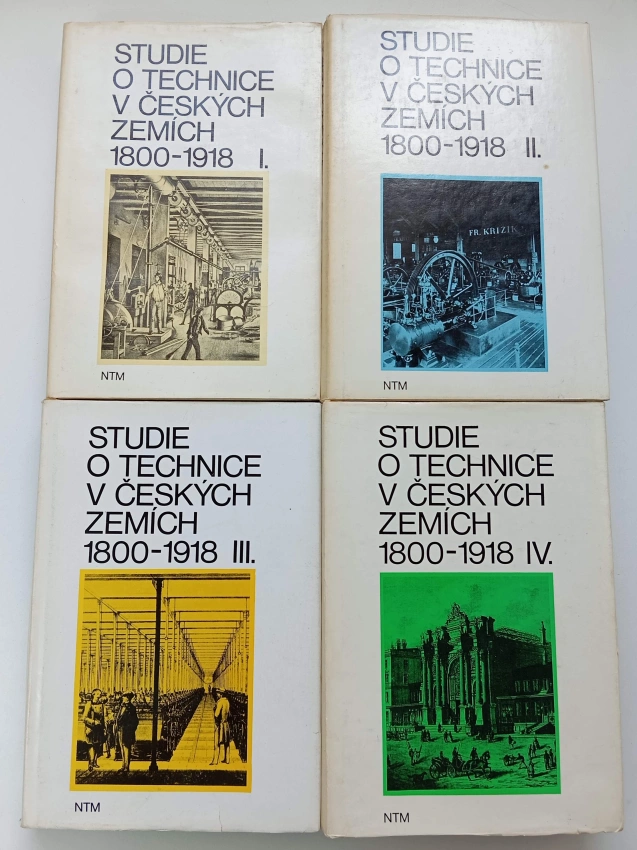 STUDIE
O TECHNICE
V ČESKÝCH
ZEMÍCH
1800-1918 I.
NTM
STUDIE
O TECHNICE
V ČESKÝCH
ZEMÍCH
1800-1918 II.
FR. KRIZIK
NTM
STUDIE
O TECHNICE
V ČESKÝCH
ZEMÍCH
1800-1918 III.
NTM
STUDIE
O TECHNICE
V ČESKÝCH
ZEMÍCH
1800-1918 IV.
NTM